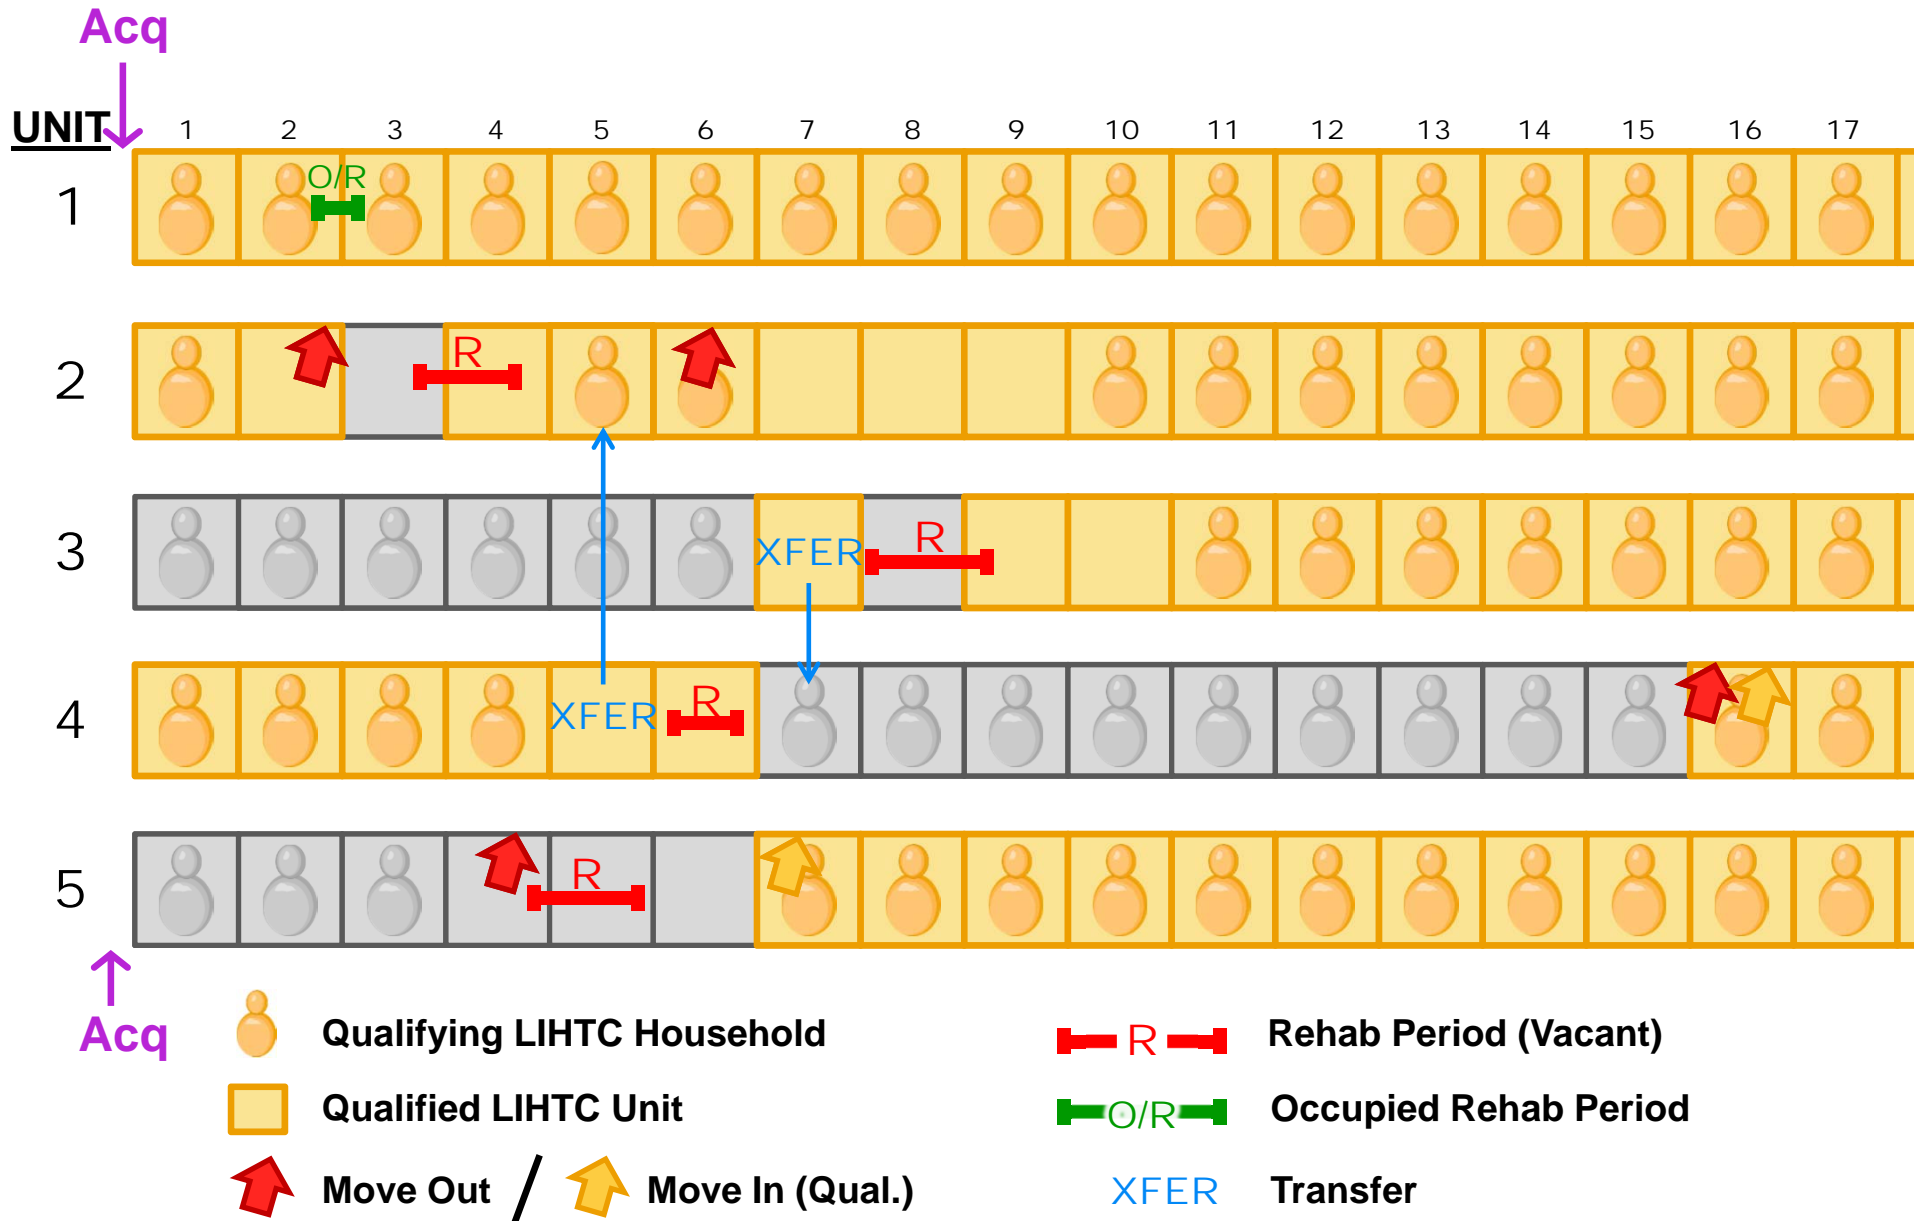 Acq
UNIT 1 2 3 4 5 6 7 8 9 10 11 12 13 14 15 16 17
O/R
1
R
2
R
3 XFER
R
4 XFER
R
5
Acq
Qualifying LIHTC Household R Rehab Period (Vacant)
Qualified LIHTC Unit O/R Occupied Rehab Period
Move Out / Move In (Qual.) XFER Transfer